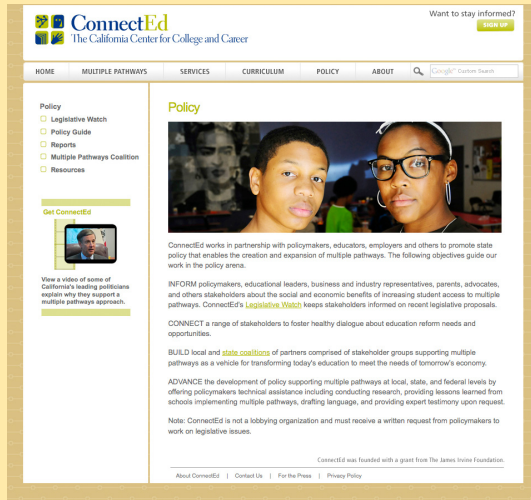 ConnectEd
The California Center for College and Career
Want to stay informed?
SIGN UP
HOME MULTIPLE PATHWAYS SERVICES CURRICULUM POLICY ABOUT Google™ Custom Search
Policy
Legislative Watch
Policy Guide
Reports
Multiple Pathways Coalition
Resources
Get ConnectEd
View a video of some of
California's leading politicians
explain why they support a
multiple pathways approach.
Policy
ConnectEd works in partnership with policymakers, educators, employers and others to promote state
policy that enables the creation and expansion of multiple pathways. The following objectives guide our
work in the policy arena.
INFORM policymakers, educational leaders, business and industry representatives, parents, advocates,
and others stakeholders about the social and economic benefits of increasing student access to multiple
pathways. ConnectEd's Legislative Watch keeps stakeholders informed on recent legislative proposals.
CONNECT a range of stakeholders to foster healthy dialogue about education reform needs and
opportunities.
BUILD local and state coalitions of partners comprised of stakeholder groups supporting multiple
pathways as a vehicle for transforming today's education to meet the needs of tomorrow's economy.
ADVANCE the development of policy supporting multiple pathways at local, state, and federal levels by
offering policymakers technical assistance including conducting research, providing lessons learned from
schools implementing multiple pathways, drafting language, and providing expert testimony upon request.
Note: ConnectEd is not a lobbying organization and must receive a written request from policymakers to
work on legislative issues.
ConnectEd was founded with a grant from The James Irvine Foundation.
About ConnectEd | Contact Us | For the Press | Privacy Policy